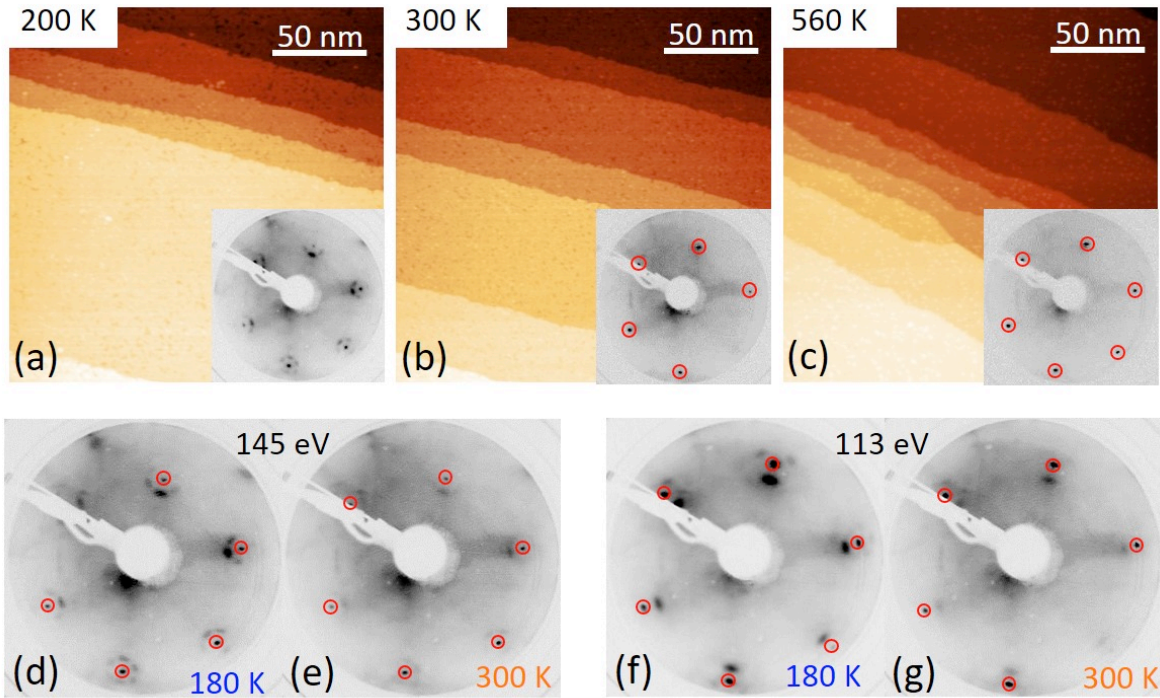 200 K
50 nm
(a)
300 K
50 nm
(b)
560 K
50 nm
(c)
145 eV
(d)
180 K
(e)
300 K
113 eV
(f)
180 K
(g)
300 K